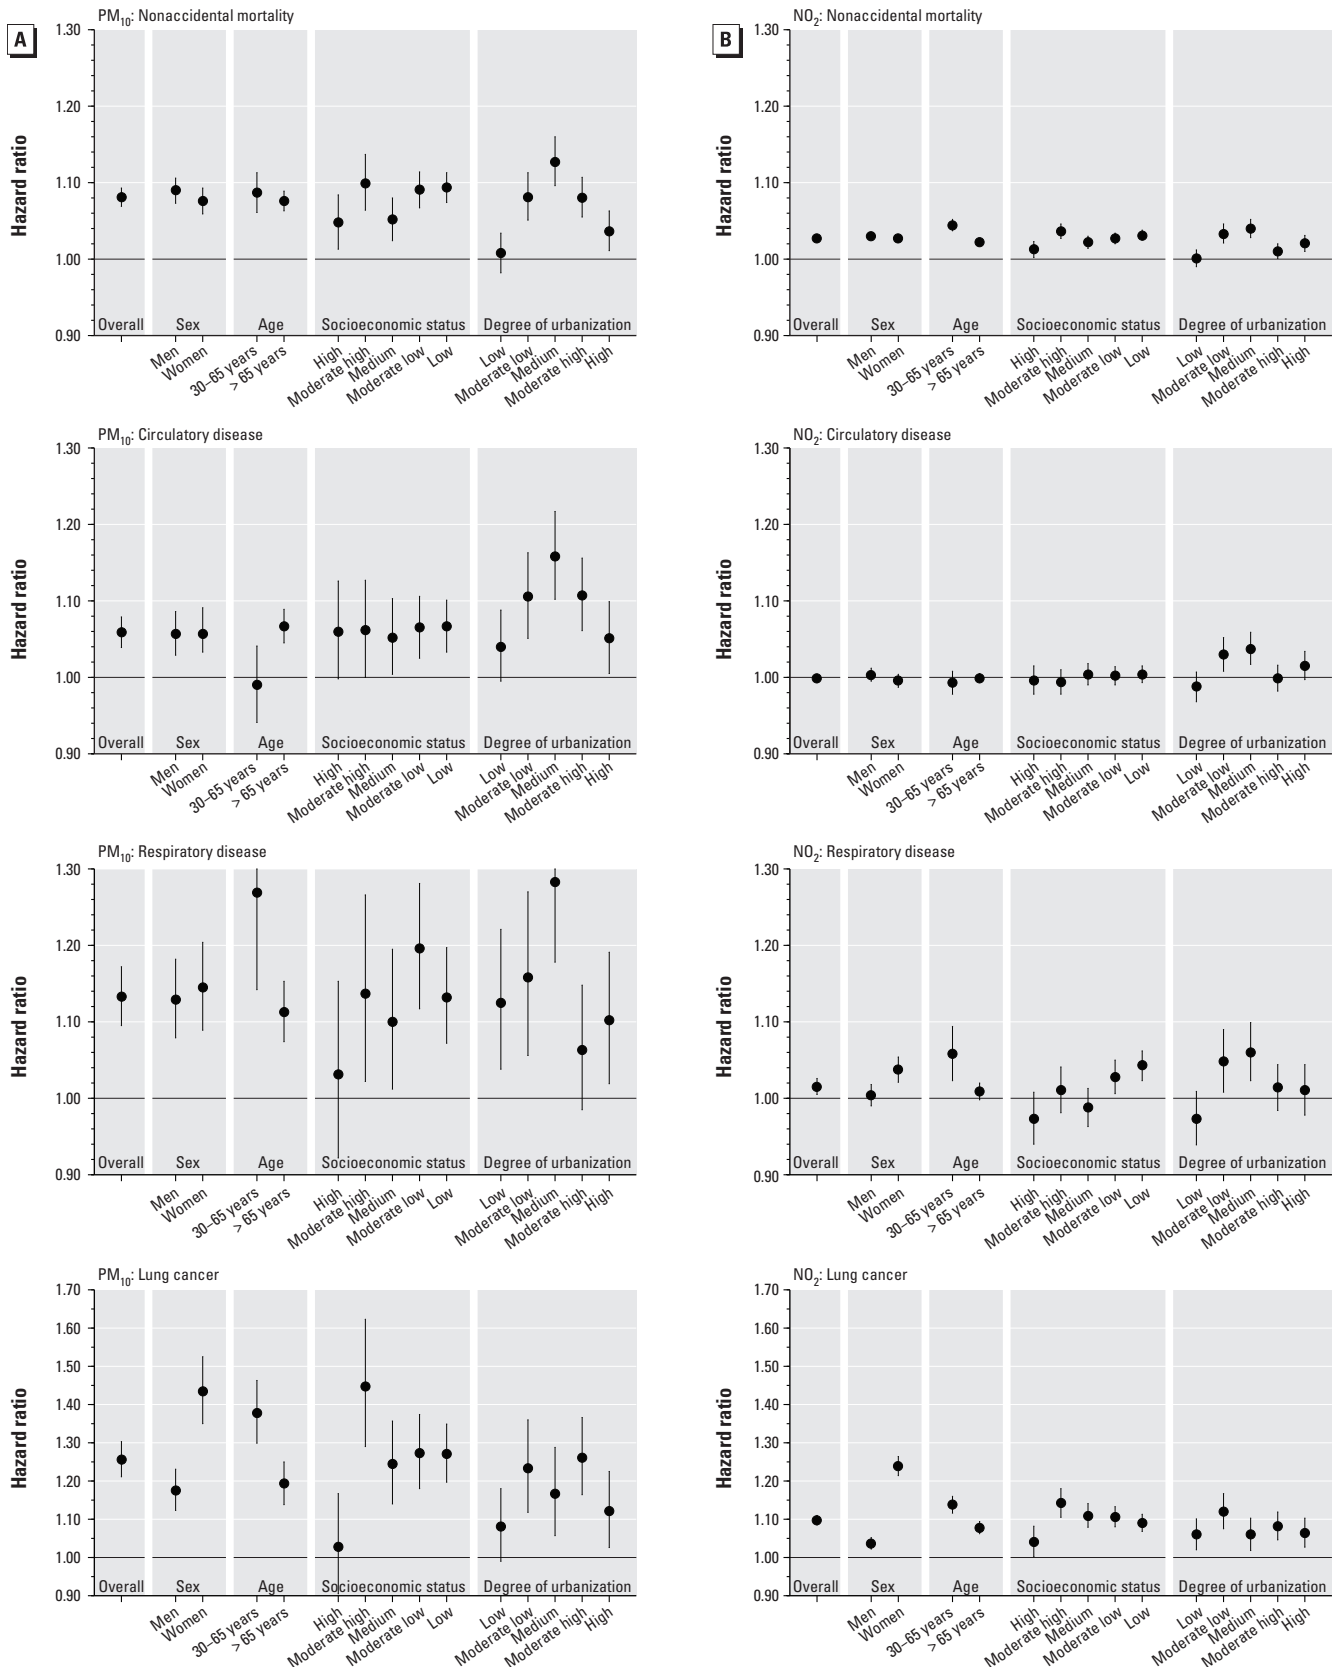 A
PM10: Nonaccidental mortality
Hazard ratio
1.30
1.20
1.10
1.00
0.90
Overall Sex Age Socioeconomic status Degree of urbanization
Men Women 30–65 years > 65 years High Moderate high Medium Moderate low Low Low Moderate low Medium Moderate high High
PM10: Circulatory disease
Hazard ratio
1.30
1.20
1.10
1.00
0.90
Overall Sex Age Socioeconomic status Degree of urbanization
Men Women 30–65 years > 65 years High Moderate high Medium Moderate low Low Low Moderate low Medium Moderate high High
PM10: Respiratory disease
Hazard ratio
1.30
1.20
1.10
1.00
0.90
Overall Sex Age Socioeconomic status Degree of urbanization
Men Women 30–65 years > 65 years High Moderate high Medium Moderate low Low Low Moderate low Medium Moderate high High
PM10: Lung cancer
Hazard ratio
1.70
1.60
1.50
1.40
1.30
1.20
1.10
1.00
0.90
Overall Sex Age Socioeconomic status Degree of urbanization
Men Women 30–65 years > 65 years High Moderate high Medium Moderate low Low Low Moderate low Medium Moderate high High
B
NO2: Nonaccidental mortality
Hazard ratio
1.30
1.20
1.10
1.00
0.90
Overall Sex Age Socioeconomic status Degree of urbanization
Men Women 30–65 years > 65 years High Moderate high Medium Moderate low Low Low Moderate low Medium Moderate high High
NO2: Circulatory disease
Hazard ratio
1.30
1.20
1.10
1.00
0.90
Overall Sex Age Socioeconomic status Degree of urbanization
Men Women 30–65 years > 65 years High Moderate high Medium Moderate low Low Low Moderate low Medium Moderate high High
NO2: Respiratory disease
Hazard ratio
1.30
1.20
1.10
1.00
0.90
Overall Sex Age Socioeconomic status Degree of urbanization
Men Women 30–65 years > 65 years High Moderate high Medium Moderate low Low Low Moderate low Medium Moderate high High
NO2: Lung cancer
Hazard ratio
1.70
1.60
1.50
1.40
1.30
1.20
1.10
1.00
0.90
Overall Sex Age Socioeconomic status Degree of urbanization
Men Women 30–65 years > 65 years High Moderate high Medium Moderate low Low Low Moderate low Medium Moderate high High